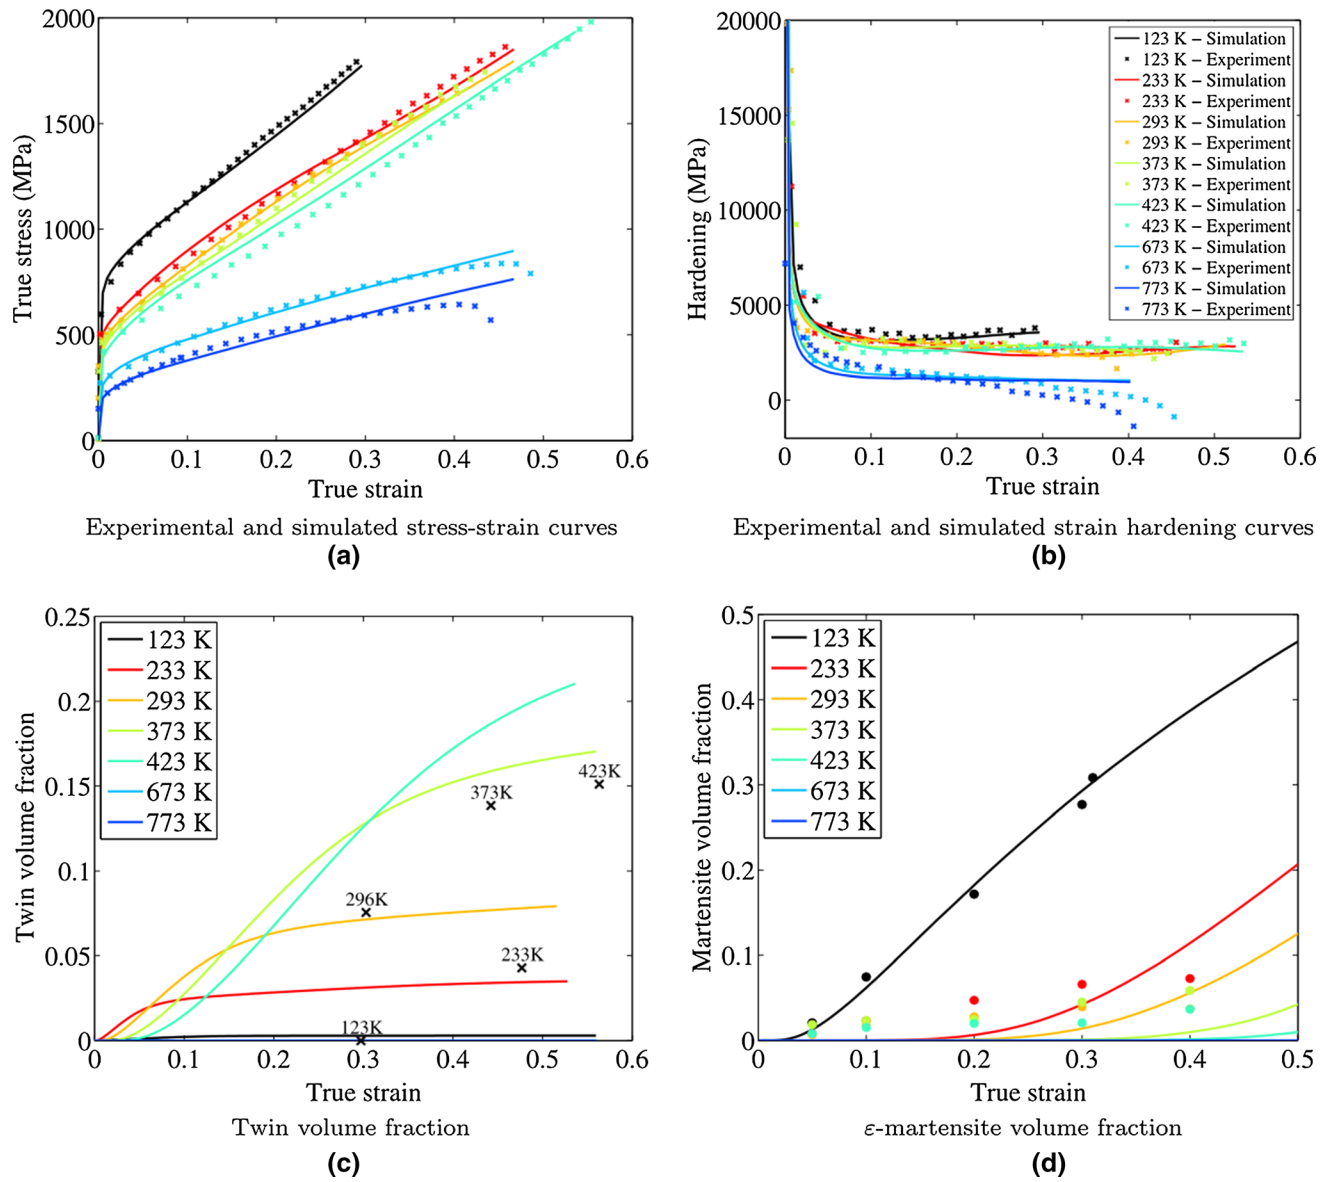 2000
1500
1000
500
0
True stress (MPa)
0 0.1 0.2 0.3 0.4 0.5 0.6
True strain
Experimental and simulated stress-strain curves
(a)
20000
15000
10000
5000
0
Hardening (MPa)
123 K – Simulation
123 K – Experiment
233 K – Simulation
233 K – Experiment
293 K – Simulation
293 K – Experiment
373 K – Simulation
373 K – Experiment
423 K – Simulation
423 K – Experiment
673 K – Simulation
673 K – Experiment
773 K – Simulation
773 K – Experiment
0 0.1 0.2 0.3 0.4 0.5 0.6
True strain
Experimental and simulated strain hardening curves
(b)
0.25
0.2
0.15
0.1
0.05
0
Twin volume fraction
123 K
233 K
293 K
373 K
423 K
673 K
773 K
423K
373K
296K
233K
123K
0 0.1 0.2 0.3 0.4 0.5 0.6
True strain
Twin volume fraction
(c)
0.5
0.4
0.3
0.2
0.1
0
Martensite volume fraction
123 K
233 K
293 K
373 K
423 K
673 K
773 K
0 0.1 0.2 0.3 0.4 0.5
True strain
ε-martensite volume fraction
(d)